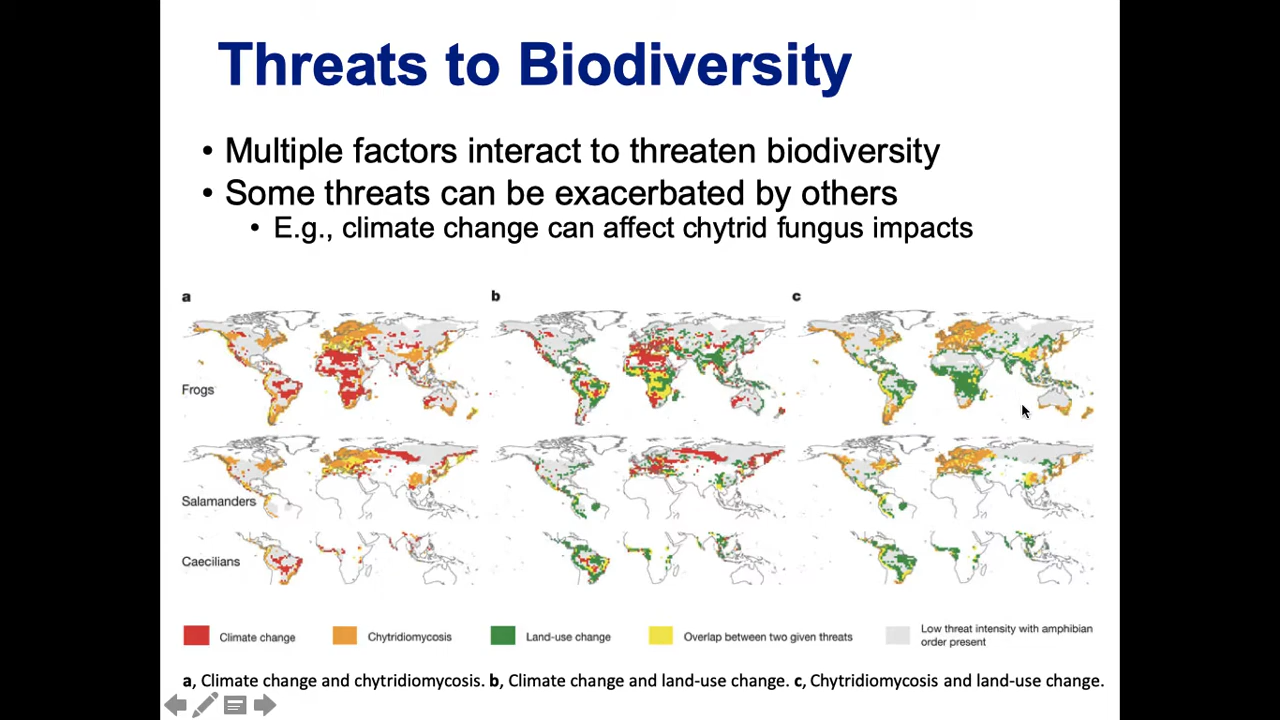 Threats to Biodiversity
• Multiple factors interact to threaten biodiversity
• Some threats can be exacerbated by others
• E.g., climate change can affect chytrid fungus impacts
a
b
c
Frogs
Salamanders
Caecilians
Climate change
Chytridiomycosis
Land-use change
Overlap between two given threats
Low threat intensity with amphibian
order present
a, Climate change and chytridiomycosis. b, Climate change and land-use change. c, Chytridiomycosis and land-use change.